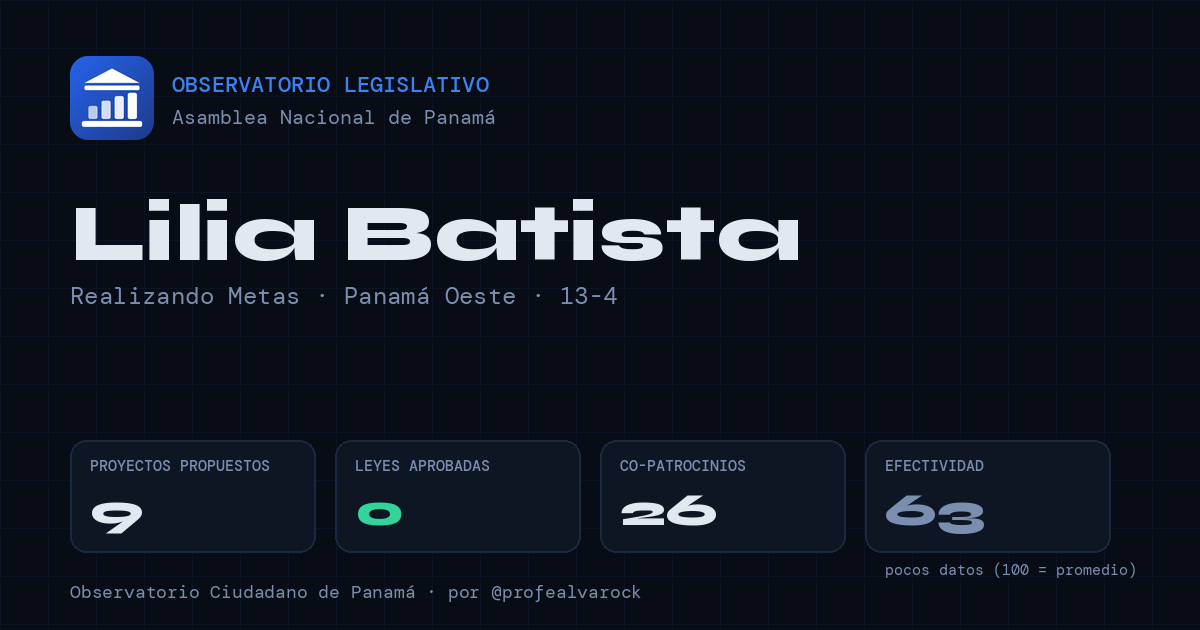 OBSERVATORIO LEGISLATIVO
Asamblea Nacional de Panamá
Lilia Batista
Realizando Metas · Panamá Oeste · 13-4
PROYECTOS PROPUESTOS
9
LEYES APROBADAS
0
CO-PATROCINIOS
26
EFECTIVIDAD
63
pocos datos (100 = promedio)
Observatorio Ciudadano de Panamá · por @profealvarock